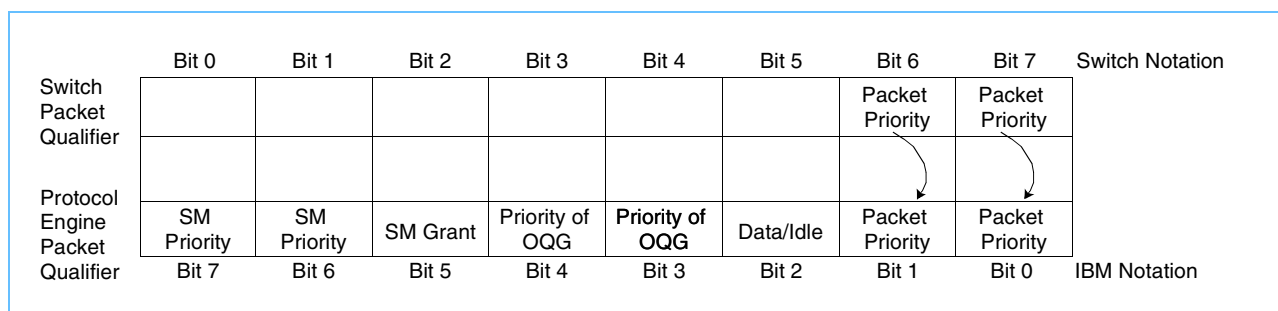 Bit 0 Bit 1 Bit 2 Bit 3 Bit 4 Bit 5 Bit 6 Bit 7 Switch Notation
Switch
Packet
Qualifier
Packet
Priority
Packet
Priority
Protocol
Engine
Packet
Qualifier
SM
Priority
SM
Priority
SM Grant
Priority of
OQG
Priority of
OQG
Data/Idle
Packet
Priority
Packet
Priority
Bit 7 Bit 6 Bit 5 Bit 4 Bit 3 Bit 2 Bit 1 Bit 0 IBM Notation